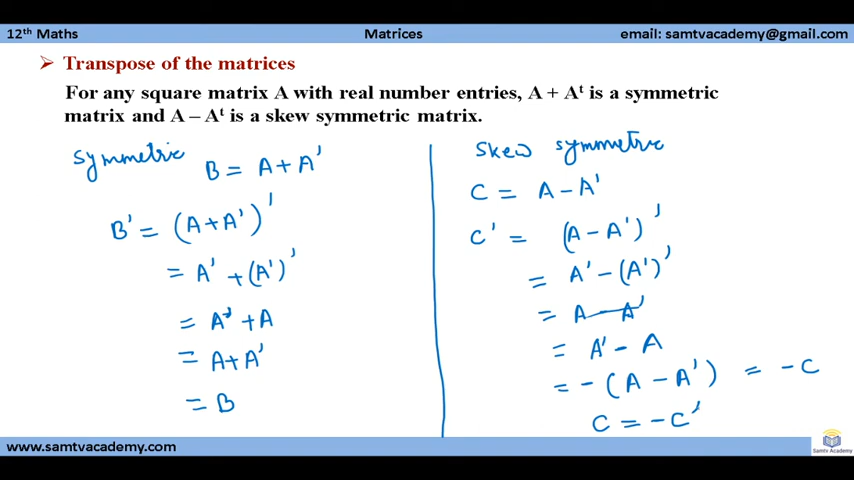 12th Maths Matrices email: samtvacademy@gmail.com
➢ Transpose of the matrices
For any square matrix A with real number entries, A + Aᵗ is a symmetric
matrix and A – Aᵗ is a skew symmetric matrix.
symmetric B = A + A'
B' = (A+A')'
= A' + (A')'
= A' + A
= A+A'
= B
skew symmetric
C = A - A'
C' = (A - A')'
= A' - (A')'
= A - A'
= A' - A
= - (A - A') = - C
C = - C'
Samtv Academy
www.samtvacademy.com